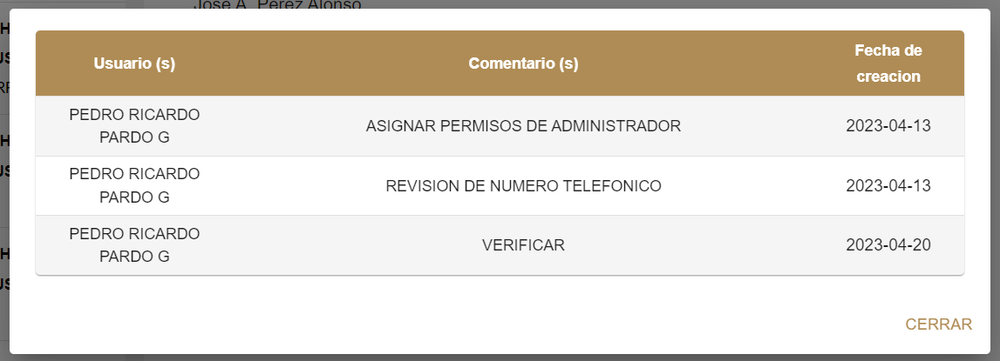 Jose A. Perez Alonso
Usuario (s) Comentario (s) Fecha de
creacion
PEDRO RICARDO
PARDO G ASIGNAR PERMISOS DE ADMINISTRADOR 2023-04-13
PEDRO RICARDO
PARDO G REVISION DE NUMERO TELEFONICO 2023-04-13
PEDRO RICARDO
PARDO G VERIFICAR 2023-04-20
CERRAR